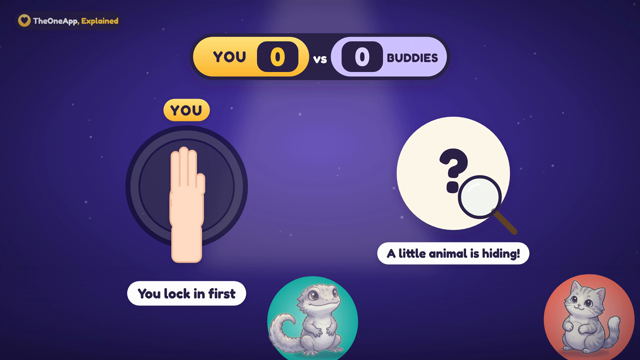 TheOneApp, Explained
YOU 0 vs 0 BUDDIES
YOU
?
A little animal is hiding!
You lock in first